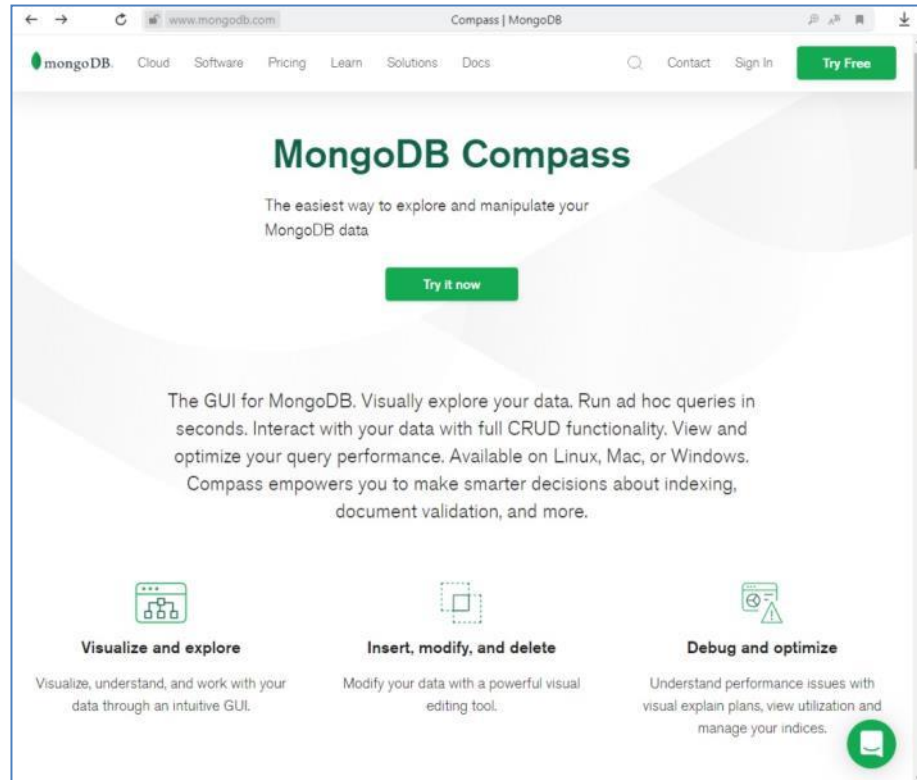 www.mongodb.com Compass | MongoDB
mongoDB. Cloud Software Pricing Learn Solutions Docs Contact Sign In Try Free
MongoDB Compass
The easiest way to explore and manipulate your
MongoDB data
Try it now
The GUI for MongoDB. Visually explore your data. Run ad hoc queries in
seconds. Interact with your data with full CRUD functionality. View and
optimize your query performance. Available on Linux, Mac, or Windows.
Compass empowers you to make smarter decisions about indexing,
document validation, and more.
Visualize and explore
Visualize, understand, and work with your
data through an intuitive GUI.
Insert, modify, and delete
Modify your data with a powerful visual
editing tool.
Debug and optimize
Understand performance issues with
visual explain plans, view utilization and
manage your indices.